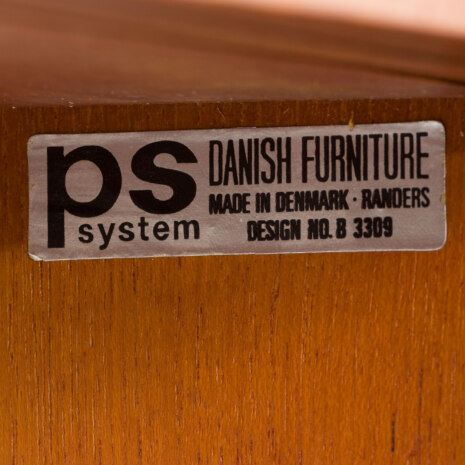 ps
system
DANISH FURNITURE
MADE IN DENMARK · RANDERS
DESIGN NO. B 3309